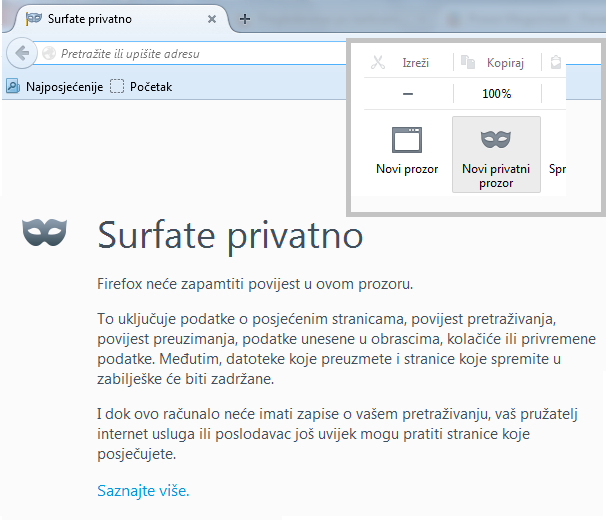 Surfate privatno
Pretražite ili upišite adresu
Najposjećenije Početak
Izreži Kopiraj
100%
Novi prozor
Novi privatni
prozor
Spr
Surfate privatno
Firefox neće zapamtiti povijest u ovom prozoru.
To uključuje podatke o posjećenim stranicama, povijest pretraživanja,
povijest preuzimanja, podatke unesene u obrascima, kolačiće ili privremene
podatke. Međutim, datoteke koje preuzmete i stranice koje spremite u
zabilješke će biti zadržane.
I dok ovo računalo neće imati zapise o vašem pretraživanju, vaš pružatelj
internet usluga ili poslodavac još uvijek mogu pratiti stranice koje
posjećujete.
Saznajte više.